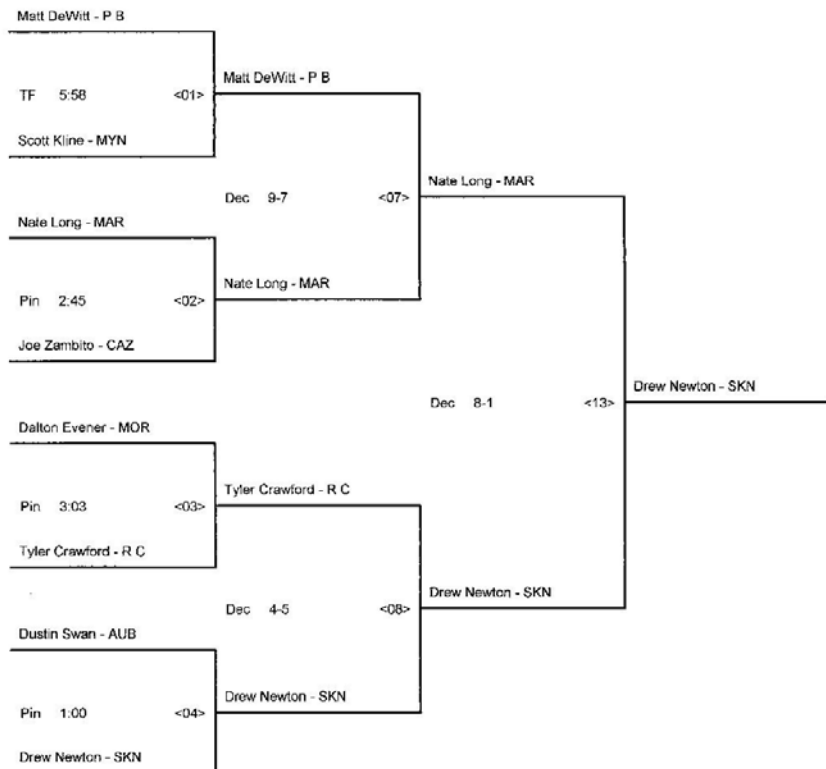 Matt DeWitt - P B
Matt DeWitt - P B
TF 5:58 <01>
Scott Kline - MYN
Nate Long - MAR
Dec 9-7 <07>
Nate Long - MAR
Nate Long - MAR
Pin 2:45 <02>
Joe Zambito - CAZ
Drew Newton - SKN
Dec 8-1 <13>
Dalton Evener - MOR
Tyler Crawford - R C
Pin 3:03 <03>
Tyler Crawford - R C
Drew Newton - SKN
Dec 4-5 <08>
Dustin Swan - AUB
Drew Newton - SKN
Pin 1:00 <04>
Drew Newton - SKN